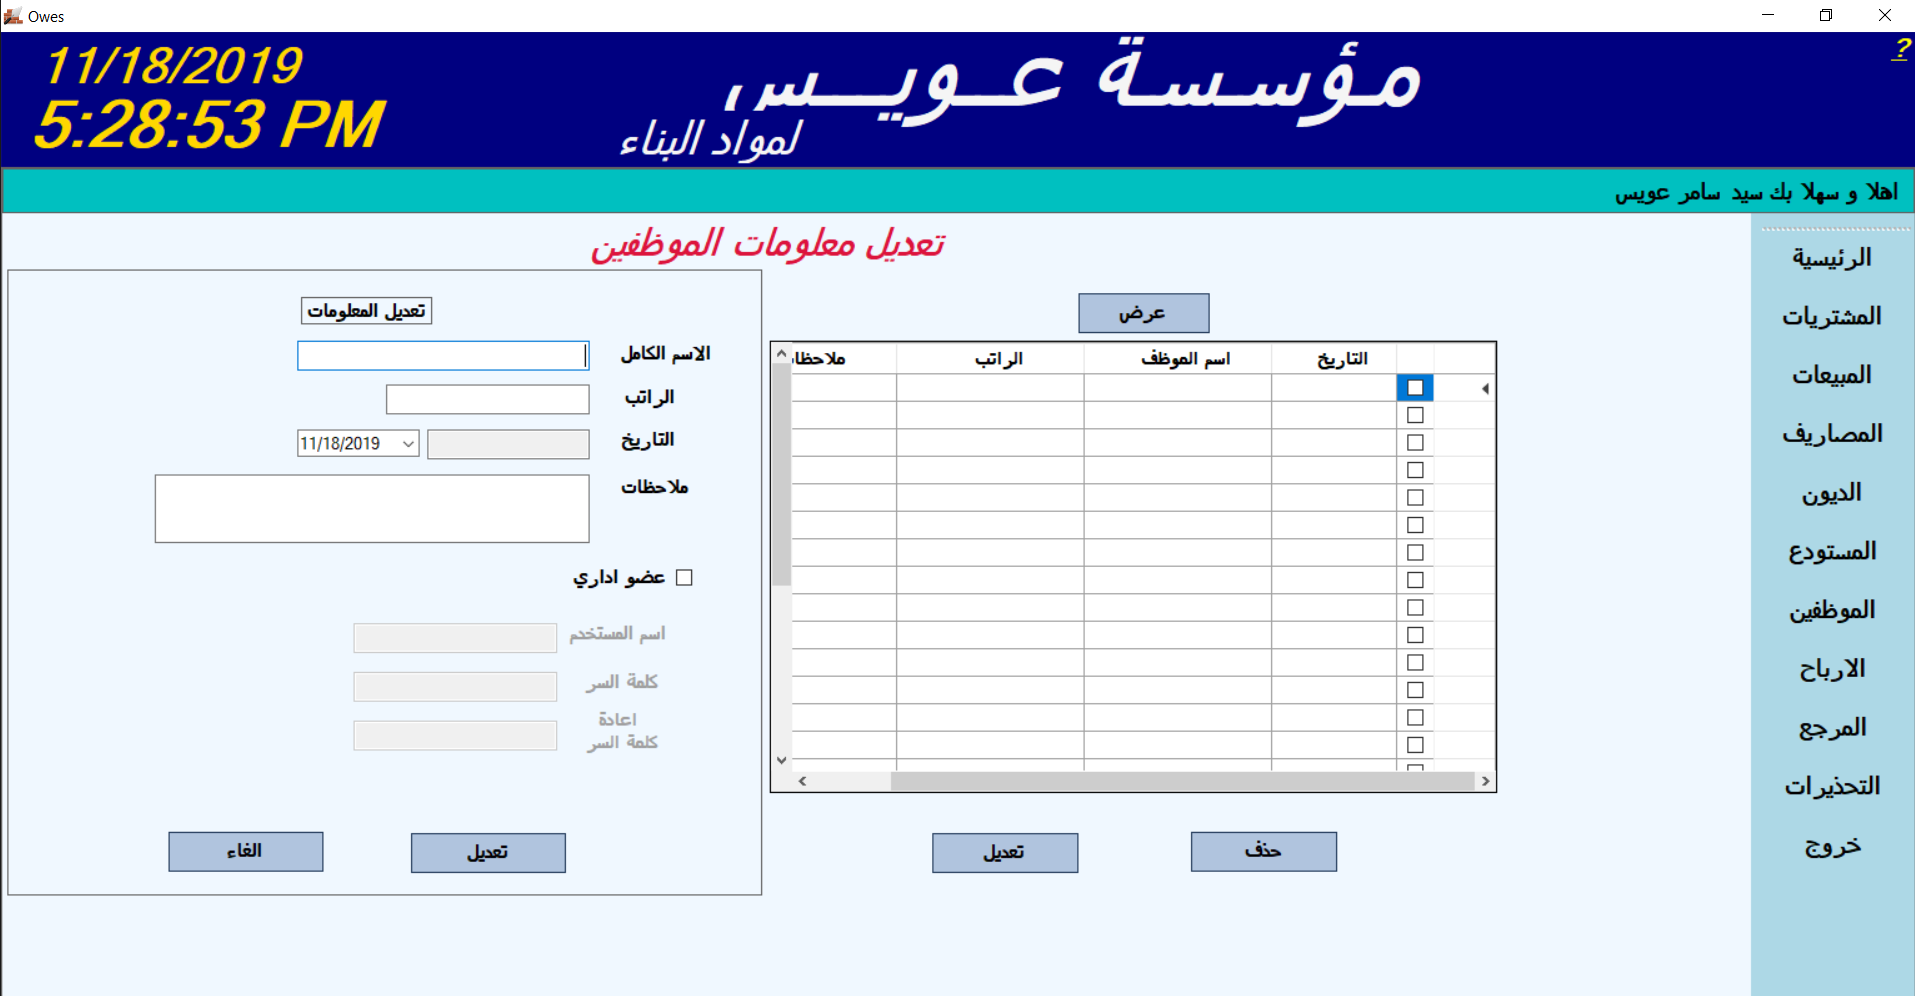 Owes
11/18/2019
5:28:53 PM
مؤسسة عويس
لمواد البناء
?
اهلا و سهلا بك سيد سامر عويس
تعديل معلومات الموظفين
الرئيسية
المشتريات
المبيعات
المصاريف
الديون
المستودع
الموظفين
الارباح
المرجع
التحذيرات
خروج
عرض
التاريخ اسم الموظف الراتب
حذف
تعديل
تعديل المعلومات
الاسم الكامل
الراتب
التاريخ
11/18/2019
ملاحظات
عضو اداري
اسم المستخدم
كلمة السر
اعادة
كلمة السر
تعديل
الغاء